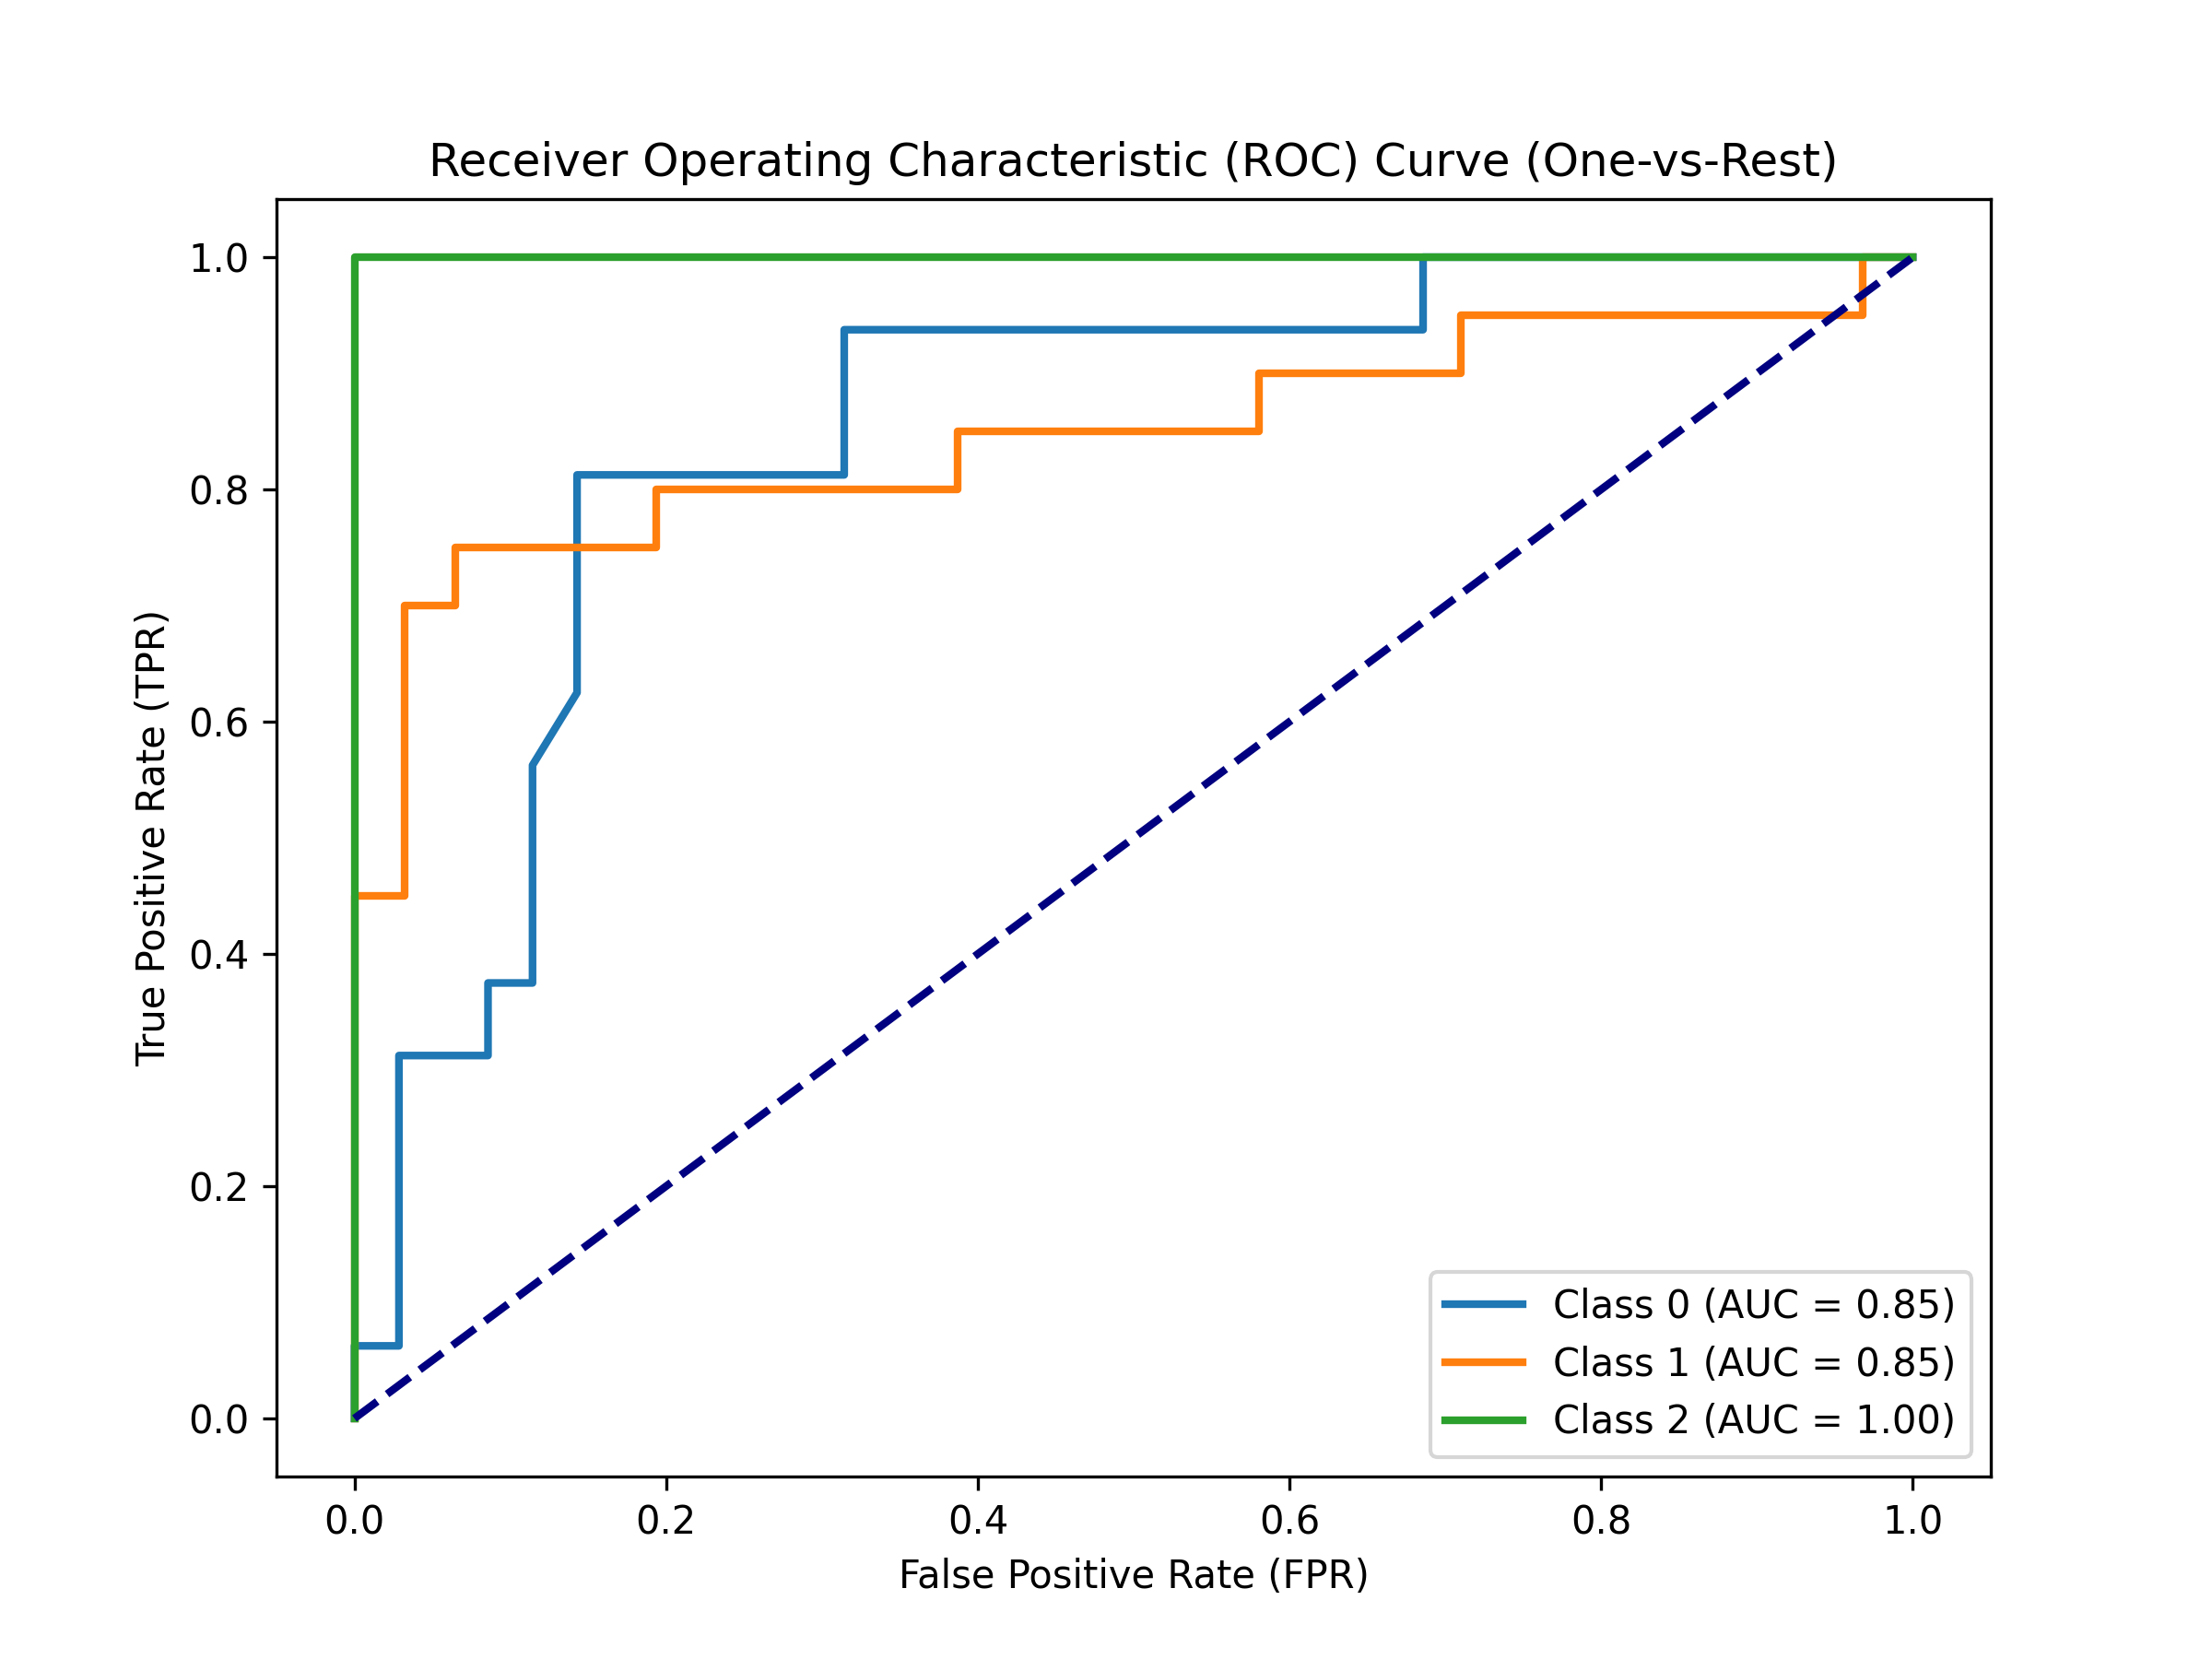 Receiver Operating Characteristic (ROC) Curve (One-vs-Rest)
True Positive Rate (TPR)
1.0
0.8
0.6
0.4
0.2
0.0
Class 0 (AUC = 0.85)
Class 1 (AUC = 0.85)
Class 2 (AUC = 1.00)
0.0 0.2 0.4 0.6 0.8 1.0
False Positive Rate (FPR)